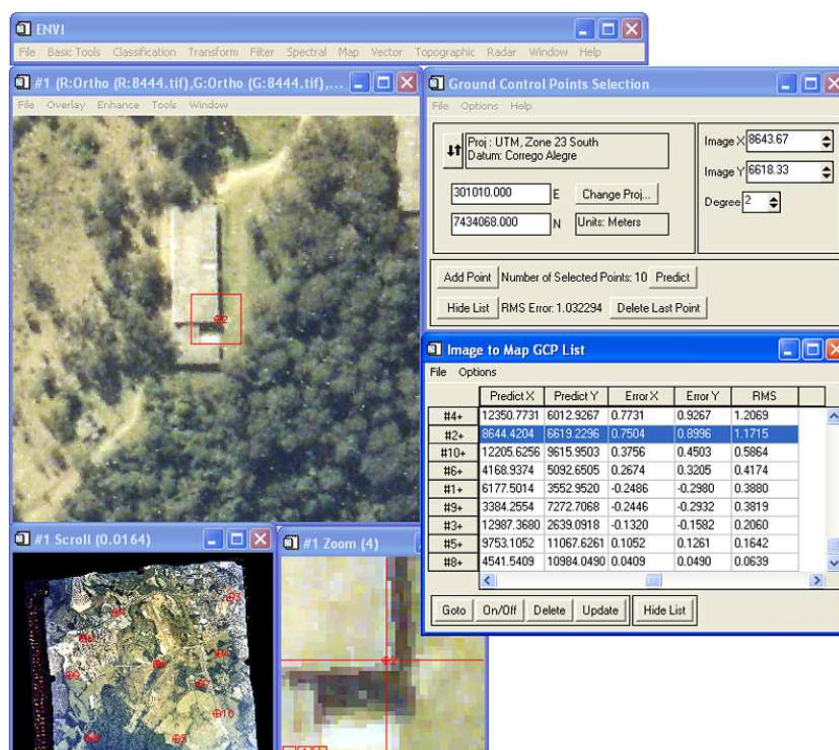 ENVI
File Basic Tools Classification Transform Filter Spectral Map Vector Topographic Radar Window Help
#1 (R:Ortho (R:8444.tif),G:Ortho (G:8444.tif),...
File Overlay Enhance Tools Window
#2
Ground Control Points Selection
File Options Help
Proj : UTM, Zone 23 South
Datum: Corrego Alegre
301010.000 E Change Proj...
7434068.000 N Units: Meters
Image X 8643.67
Image Y 6618.33
Degree 2
Add Point Number of Selected Points: 10 Predict
Hide List RMS Error: 1.032294 Delete Last Point
Image to Map GCP List
File Options
Predict X Predict Y Error X Error Y RMS
#4+ 12350.7731 6012.9267 0.7731 0.9267 1.2069
#2+ 8644.4204 6619.2296 0.7504 0.8996 1.1715
#10+ 12205.6256 9615.9503 0.3756 0.4503 0.5864
#6+ 4168.9374 5092.6505 0.2674 0.3205 0.4174
#1+ 6177.5014 3552.9520 -0.2486 -0.2980 0.3880
#9+ 3384.2554 7272.7068 -0.2446 -0.2932 0.3819
#3+ 12987.3680 2639.0918 -0.1320 -0.1582 0.2060
#5+ 9753.1052 11067.6261 0.1052 0.1261 0.1642
#8+ 4541.5409 10984.0490 0.0409 0.0490 0.0639
Goto On/Off Delete Update Hide List
#1 Scroll (0.0164)
#1 Zoom (4)